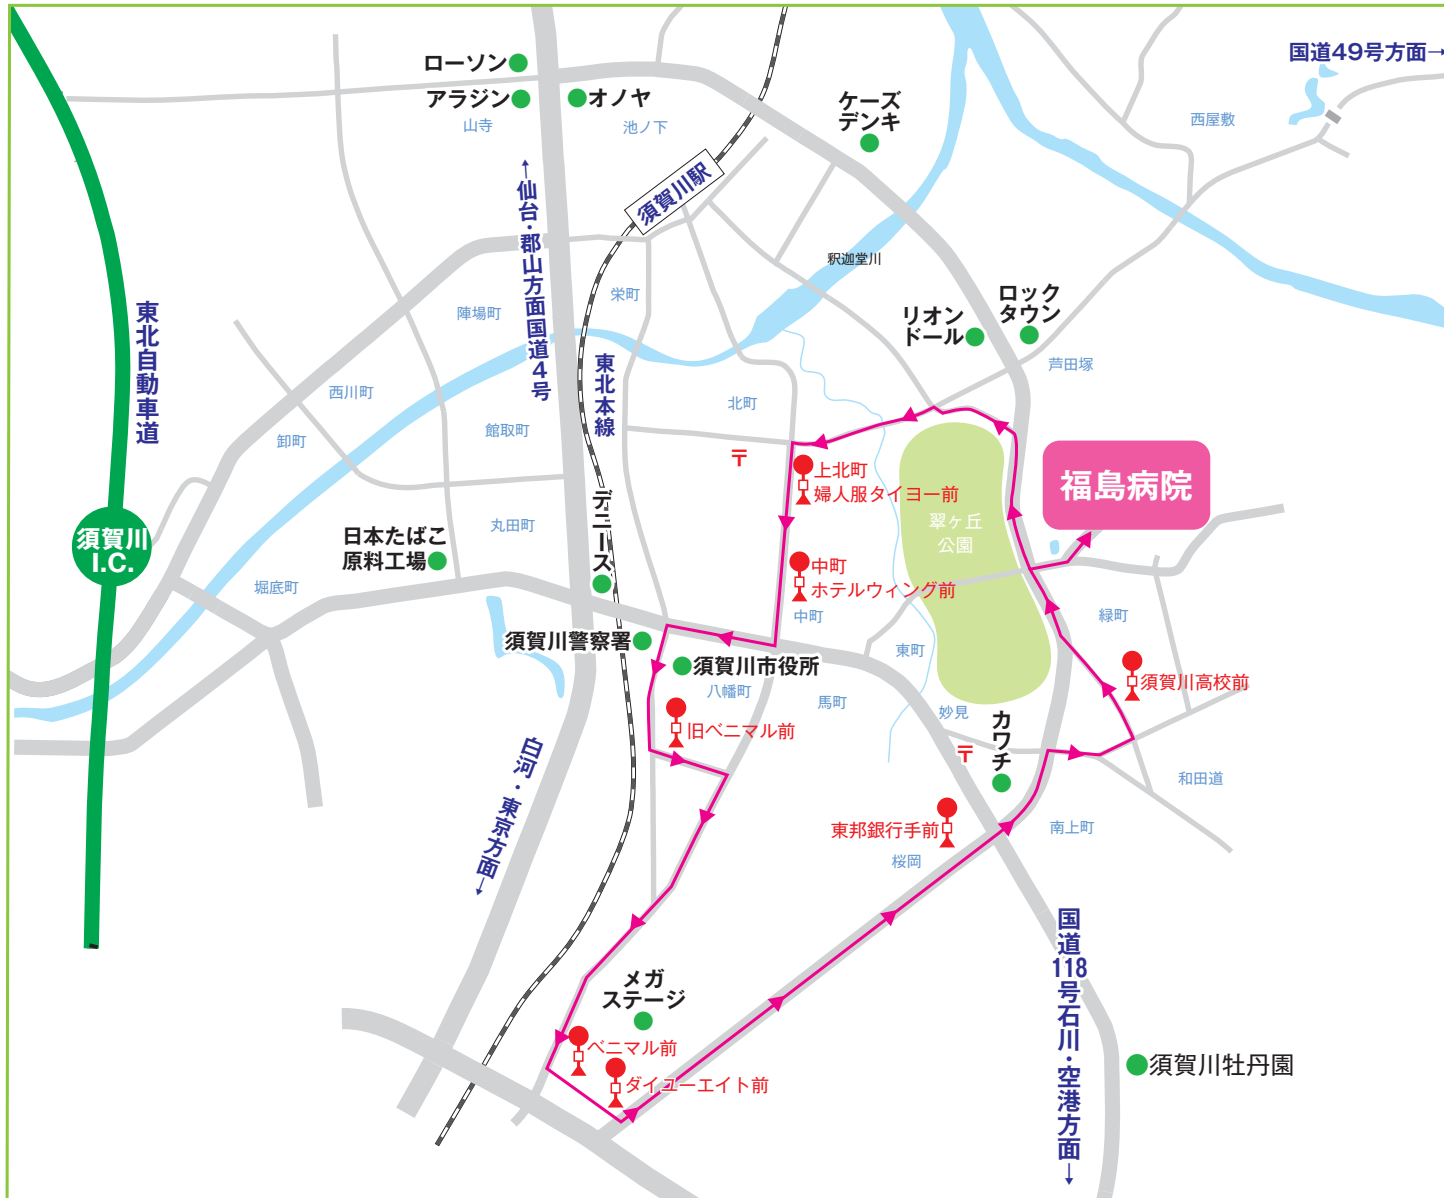 国道49号方面→
ローソン
アラジン
オノヤ
山寺
池ノ下
ケーズ
デンキ
西屋敷
須賀川駅
←仙台・郡山方面国道4号
釈迦堂川
東北自動車道
陣場町
栄町
東北本線
リオン
ドール
ロック
タウン
芦田塚
西川町
卸町
館取町
北町
〒
上北町
婦人服タイヨー前
福島病院
翠ヶ丘
公園
須賀川
I.C.
日本たばこ
原料工場
丸田町
デニーズ
堀底町
中町
ホテルウィング前
中町
緑町
須賀川警察署
須賀川市役所
東町
須賀川高校前
八幡町
馬町
妙見
旧ベニマル前
カワチ
〒
白河・東京方面→
和田道
東邦銀行手前
南上町
桜岡
国道118号石川・空港方面→
メガ
ステージ
ベニマル前
ダイユーエイト前
須賀川牡丹園